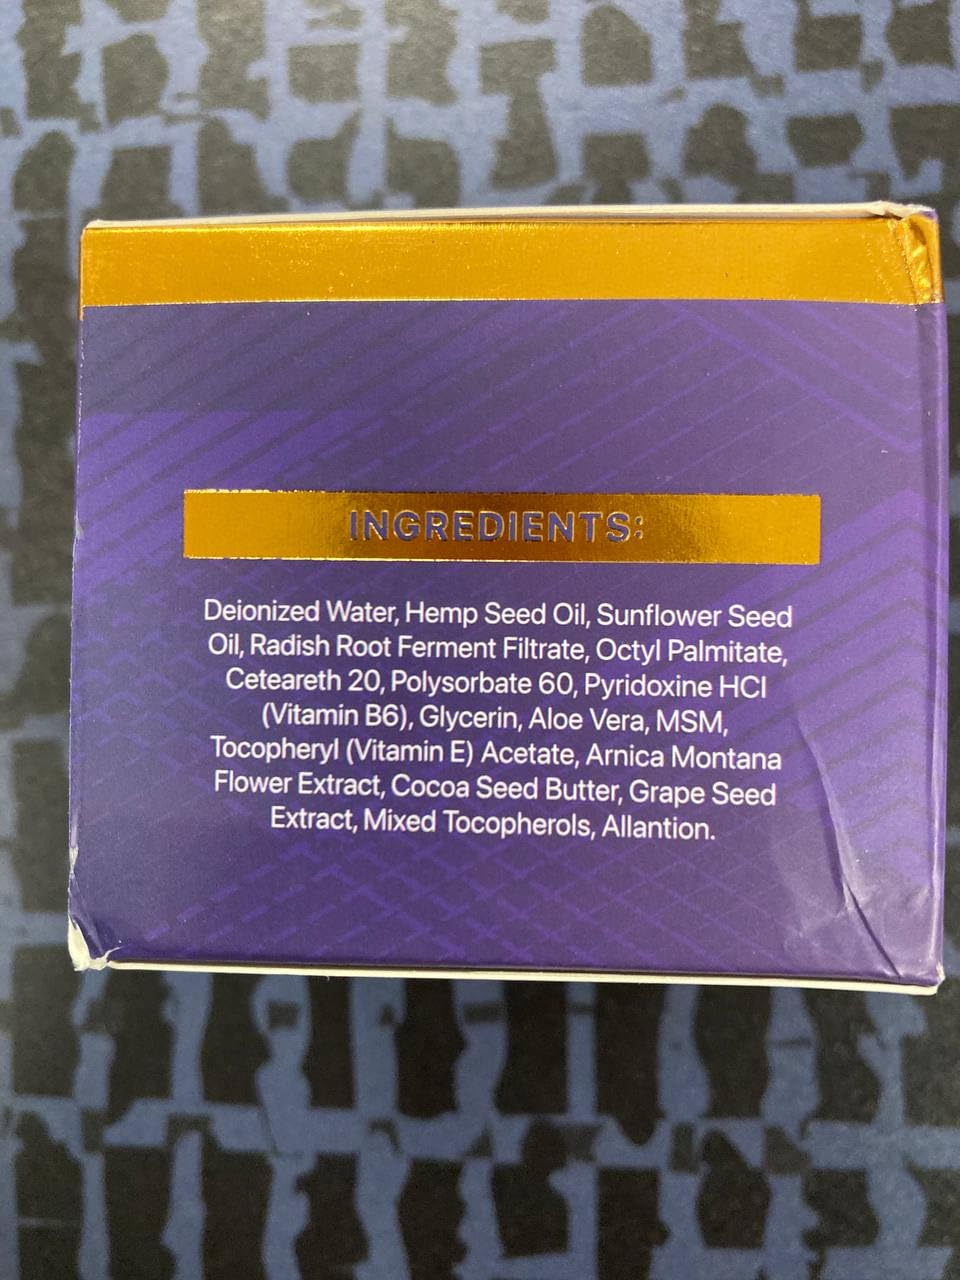 INGREDIENTS:
Deionized Water, Hemp Seed Oil, Sunflower Seed
Oil, Radish Root Ferment Filtrate, Octyl Palmitate,
Ceteareth 20, Polysorbate 60, Pyridoxine HCI
(Vitamin B6), Glycerin, Aloe Vera, MSM,
Tocopheryl (Vitamin E) Acetate, Arnica Montana
Flower Extract, Cocoa Seed Butter, Grape Seed
Extract, Mixed Tocopherols, Allantion.